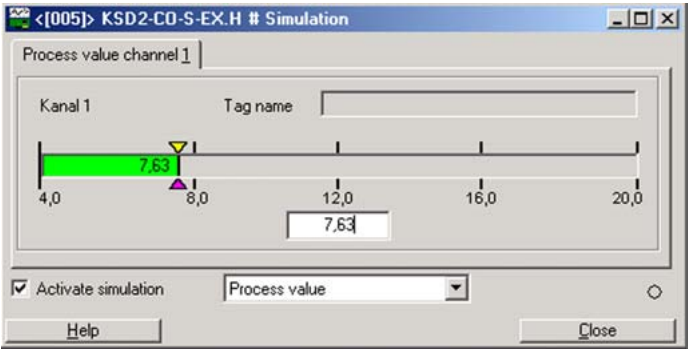 <[005]> KSD2-CO-S-EX.H # Simulation
Process value channel 1
Kanal 1 Tag name
7,63
4,0 8,0 12,0 16,0 20,0
7,63
Activate simulation Process value
Help Close